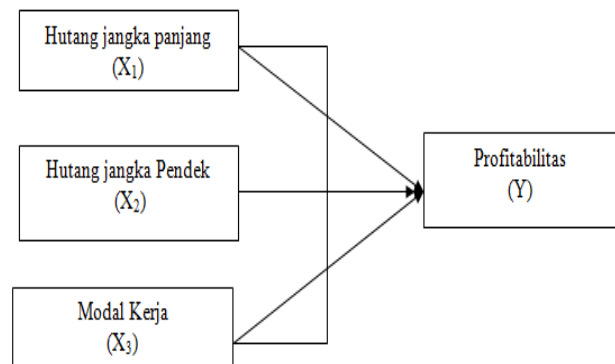 Hutang jangka panjang
(X₁)
Hutang jangka Pendek
(X₂)
Modal Kerja
(X₃)
Profitabilitas
(Y)